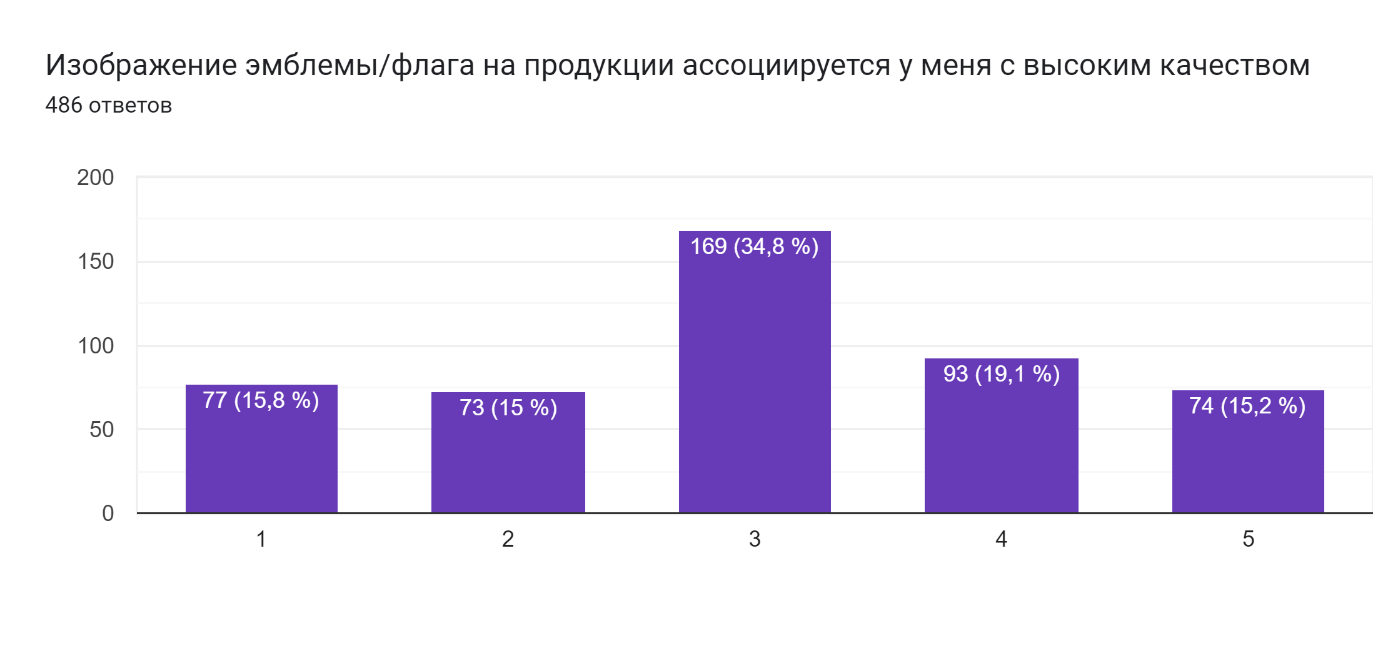 Изображение эмблемы/флага на продукции ассоциируется у меня с высоким качеством
486 ответов
200
150
100
50
0
77 (15,8 %)
73 (15 %)
169 (34,8 %)
93 (19,1 %)
74 (15,2 %)
1
2
3
4
5